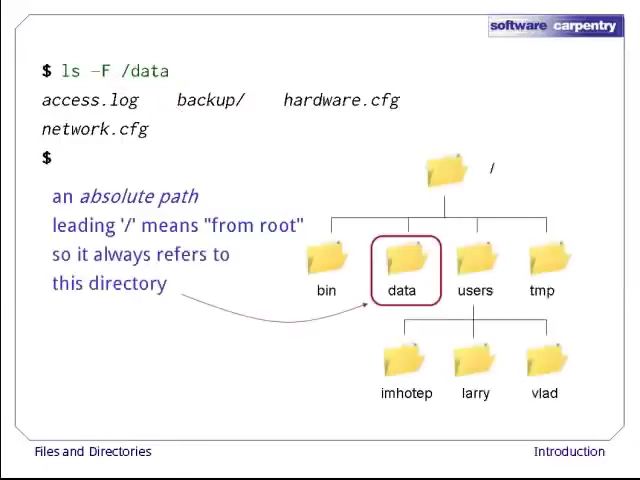 software carpentry
$ ls -F /data
access.log backup/ hardware.cfg
network.cfg
$
an absolute path
leading '/' means "from root"
so it always refers to
this directory
/
bin data users tmp
imhotep larry vlad
Files and Directories Introduction